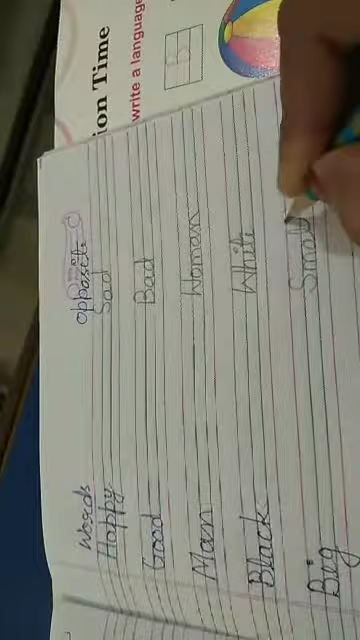 ion Time
write a language
Words Opposite
Happy Sad
Good Bad
Man Woman
Black White
Big Small